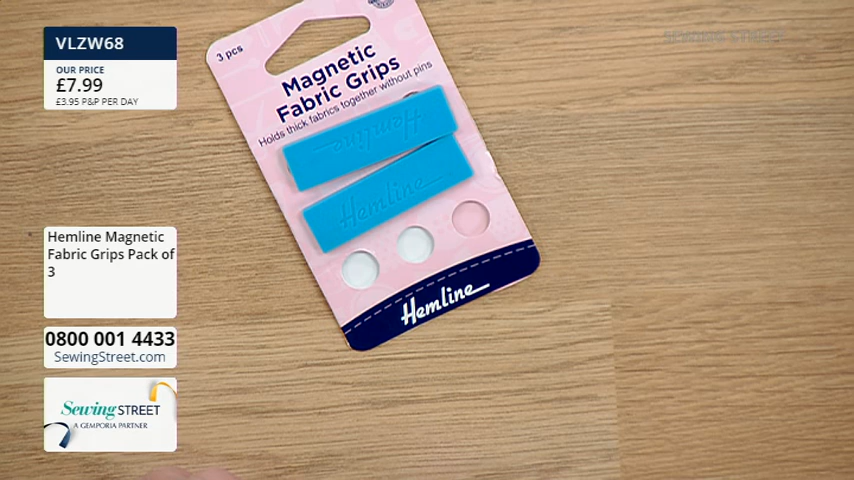 VLZW68
OUR PRICE
£7.99
£3.95 P&P PER DAY
Hemline Magnetic
Fabric Grips Pack of
3
0800 001 4433
SewingStreet.com
Sewing STREET
A GEMPORIA PARTNER
3 pcs
Magnetic
Fabric Grips
Holds thick fabrics together without pins
Hemline
Hemline
Hemline
SEWING STREET